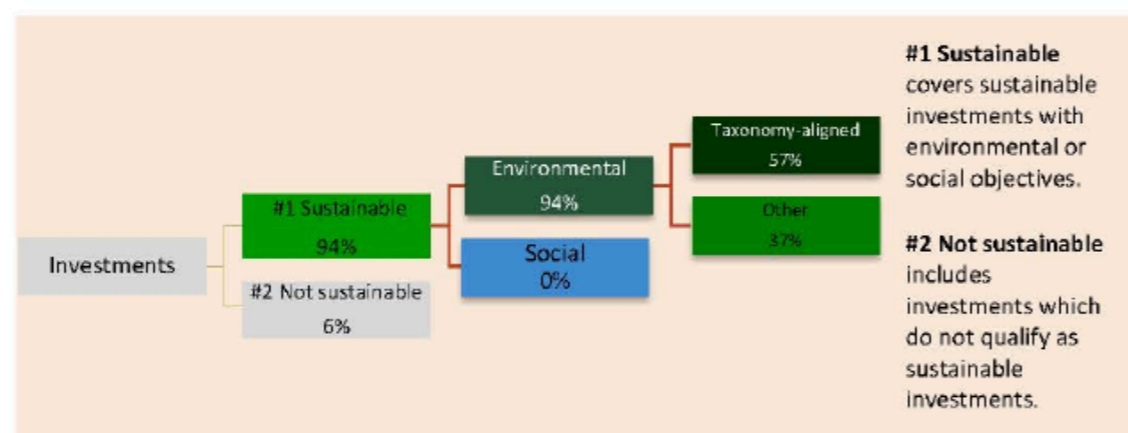 Investments
#1 Sustainable
94%
#2 Not sustainable
6%
Environmental
94%
Social
0%
Taxonomy-aligned
57%
Other
37%
#1 Sustainable
covers sustainable
investments with
environmental or
social objectives.
#2 Not sustainable
includes
investments which
do not qualify as
sustainable
investments.